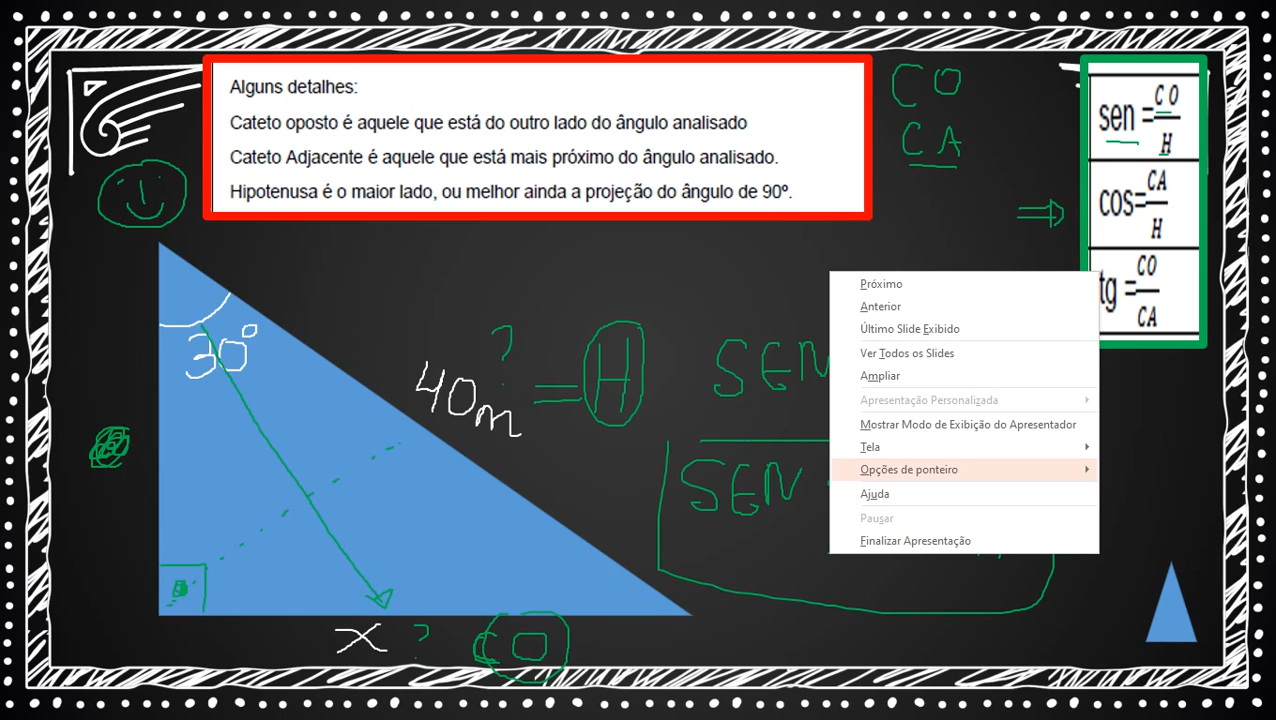 Alguns detalhes:
Cateto oposto é aquele que está do outro lado do ângulo analisado
Cateto Adjacente é aquele que está mais próximo do ângulo analisado.
Hipotenusa é o maior lado, ou melhor ainda a projeção do ângulo de 90º.
CO
CA
sen = CO/H
cos= CA/H
tg = CO/CA
30°
40m
? = H
SEN
SEN
x ? CO
Próximo
Anterior
Último Slide Exibido
Ver Todos os Slides
Ampliar
Apresentação Personalizada
Mostrar Modo de Exibição do Apresentador
Tela
Opções de ponteiro
Ajuda
Pausar
Finalizar Apresentação